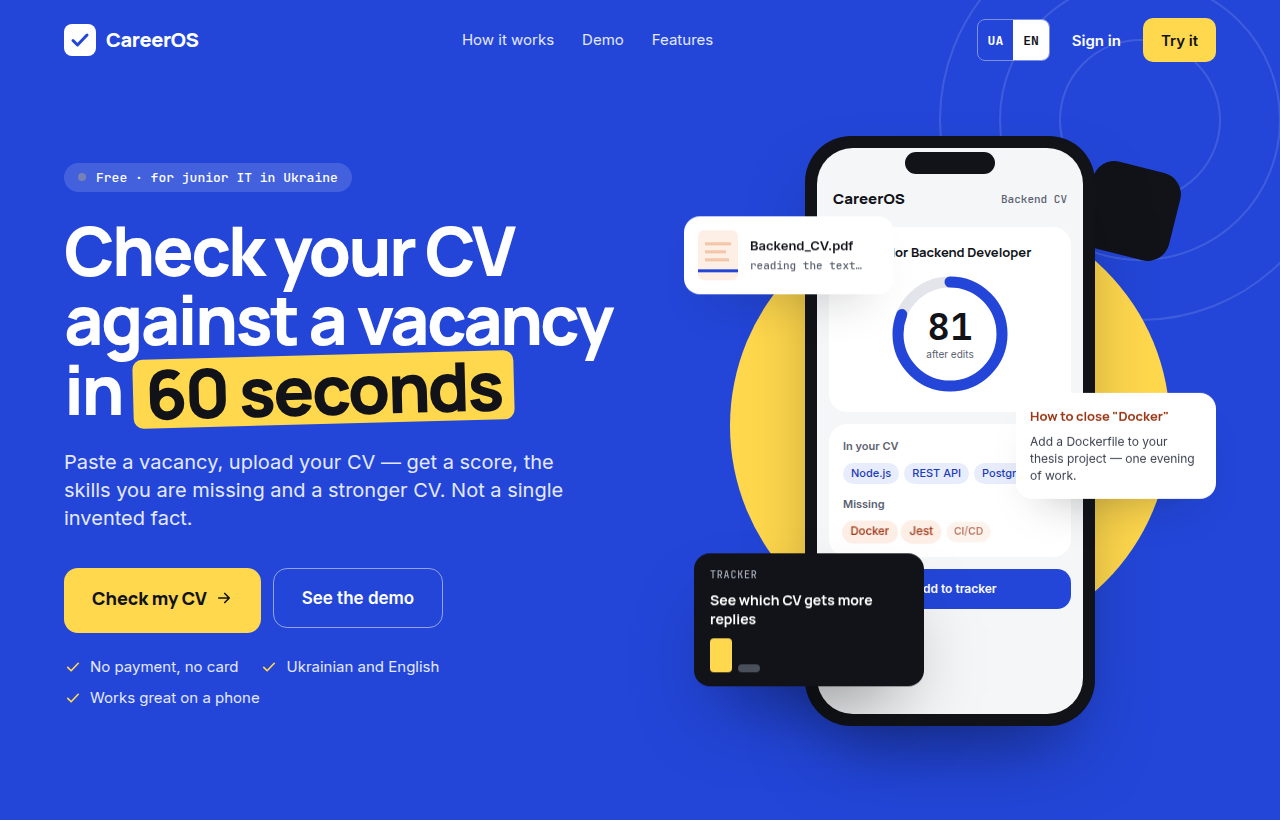 CareerOS
How it works
Demo
Features
UA
EN
Sign in
Try it
Free · for junior IT in Ukraine
Check your CV
against a vacancy
in 60 seconds
Paste a vacancy, upload your CV — get a score, the
skills you are missing and a stronger CV. Not a single
invented fact.
Check my CV →
See the demo
No payment, no card
Ukrainian and English
Works great on a phone
CareerOS
Backend CV
Backend_CV.pdf
reading the text…
or Backend Developer
81
after edits
How to close "Docker"
Add a Dockerfile to your
thesis project — one evening
of work.
In your CV
Node.js
REST API
Missing
Docker
Jest
CI/CD
TRACKER
See which CV gets more
replies
to tracker